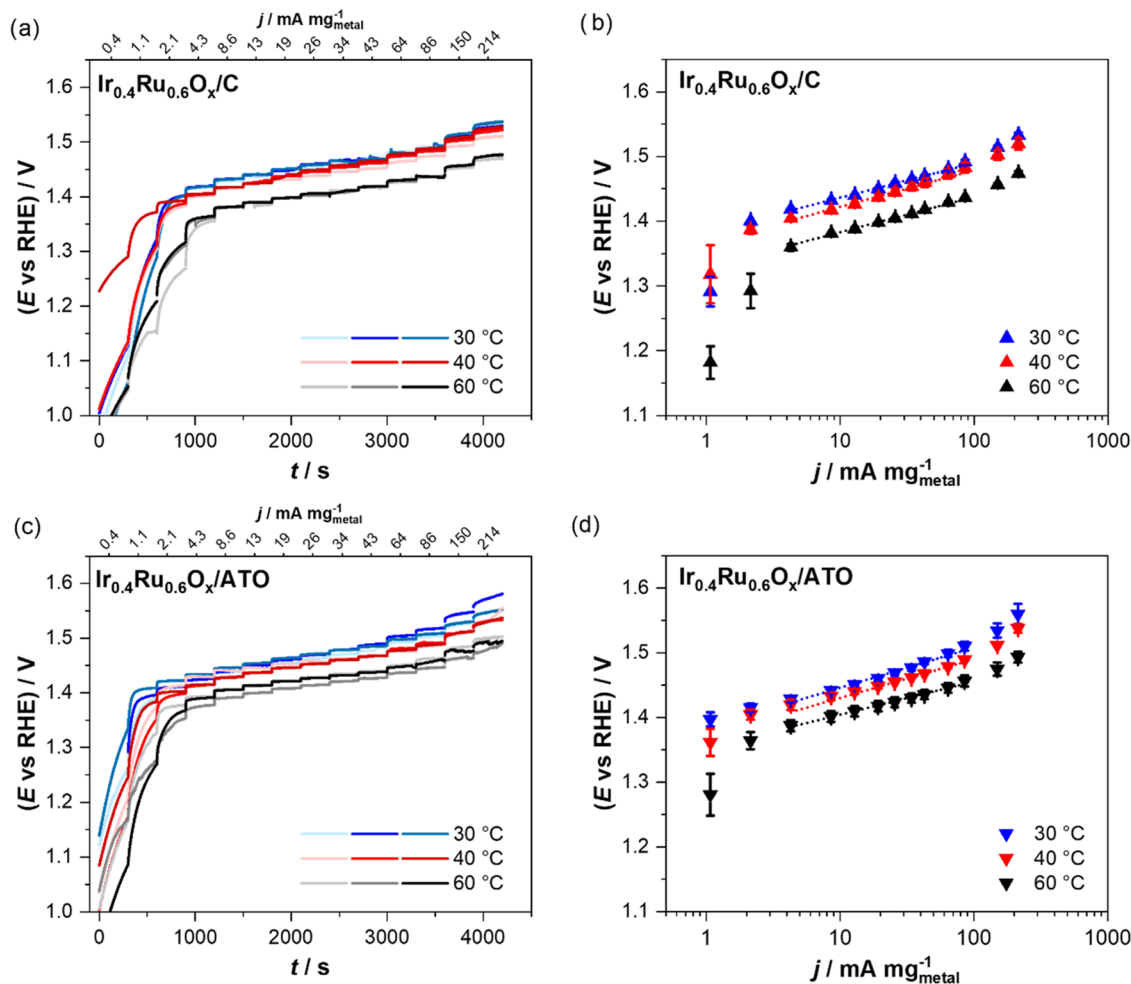 (a)
j / mA mg⁻¹metal
0.4 1.1 2.1 4.3 8.6 13 19 26 34 43 64 86 150 214
Ir0.4Ru0.6Ox/C
(E vs RHE) / V
1.6
1.5
1.4
1.3
1.2
1.1
1.0
30 °C
40 °C
60 °C
0 1000 2000 3000 4000
t / s
(b)
Ir0.4Ru0.6Ox/C
(E vs RHE) / V
1.6
1.5
1.4
1.3
1.2
1.1
30 °C
40 °C
60 °C
1 10 100 1000
j / mA mg⁻¹metal
(c)
j / mA mg⁻¹metal
0.4 1.1 2.1 4.3 8.6 13 19 26 34 43 64 86 150 214
Ir0.4Ru0.6Ox/ATO
(E vs RHE) / V
1.6
1.5
1.4
1.3
1.2
1.1
1.0
30 °C
40 °C
60 °C
0 1000 2000 3000 4000
t / s
(d)
Ir0.4Ru0.6Ox/ATO
(E vs RHE) / V
1.6
1.5
1.4
1.3
1.2
1.1
30 °C
40 °C
60 °C
1 10 100 1000
j / mA mg⁻¹metal